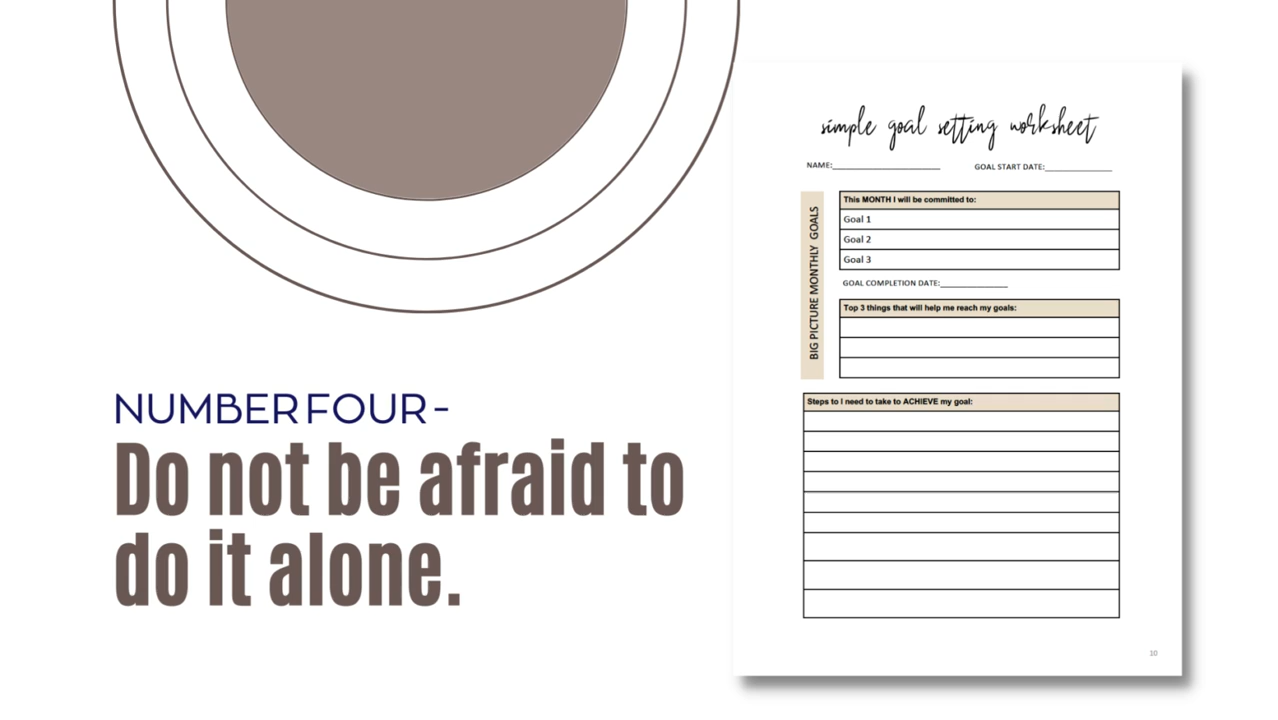 NUMBER FOUR-
Do not be afraid to
do it alone.
simple goal setting worksheet
NAME:__________________________ GOAL START DATE:________________
BIG PICTURE MONTHLY GOALS
This MONTH I will be committed to:
Goal 1
Goal 2
Goal 3
GOAL COMPLETION DATE:________________
Top 3 things that will help me reach my goals:
Steps to I need to take to ACHIEVE my goal:
10